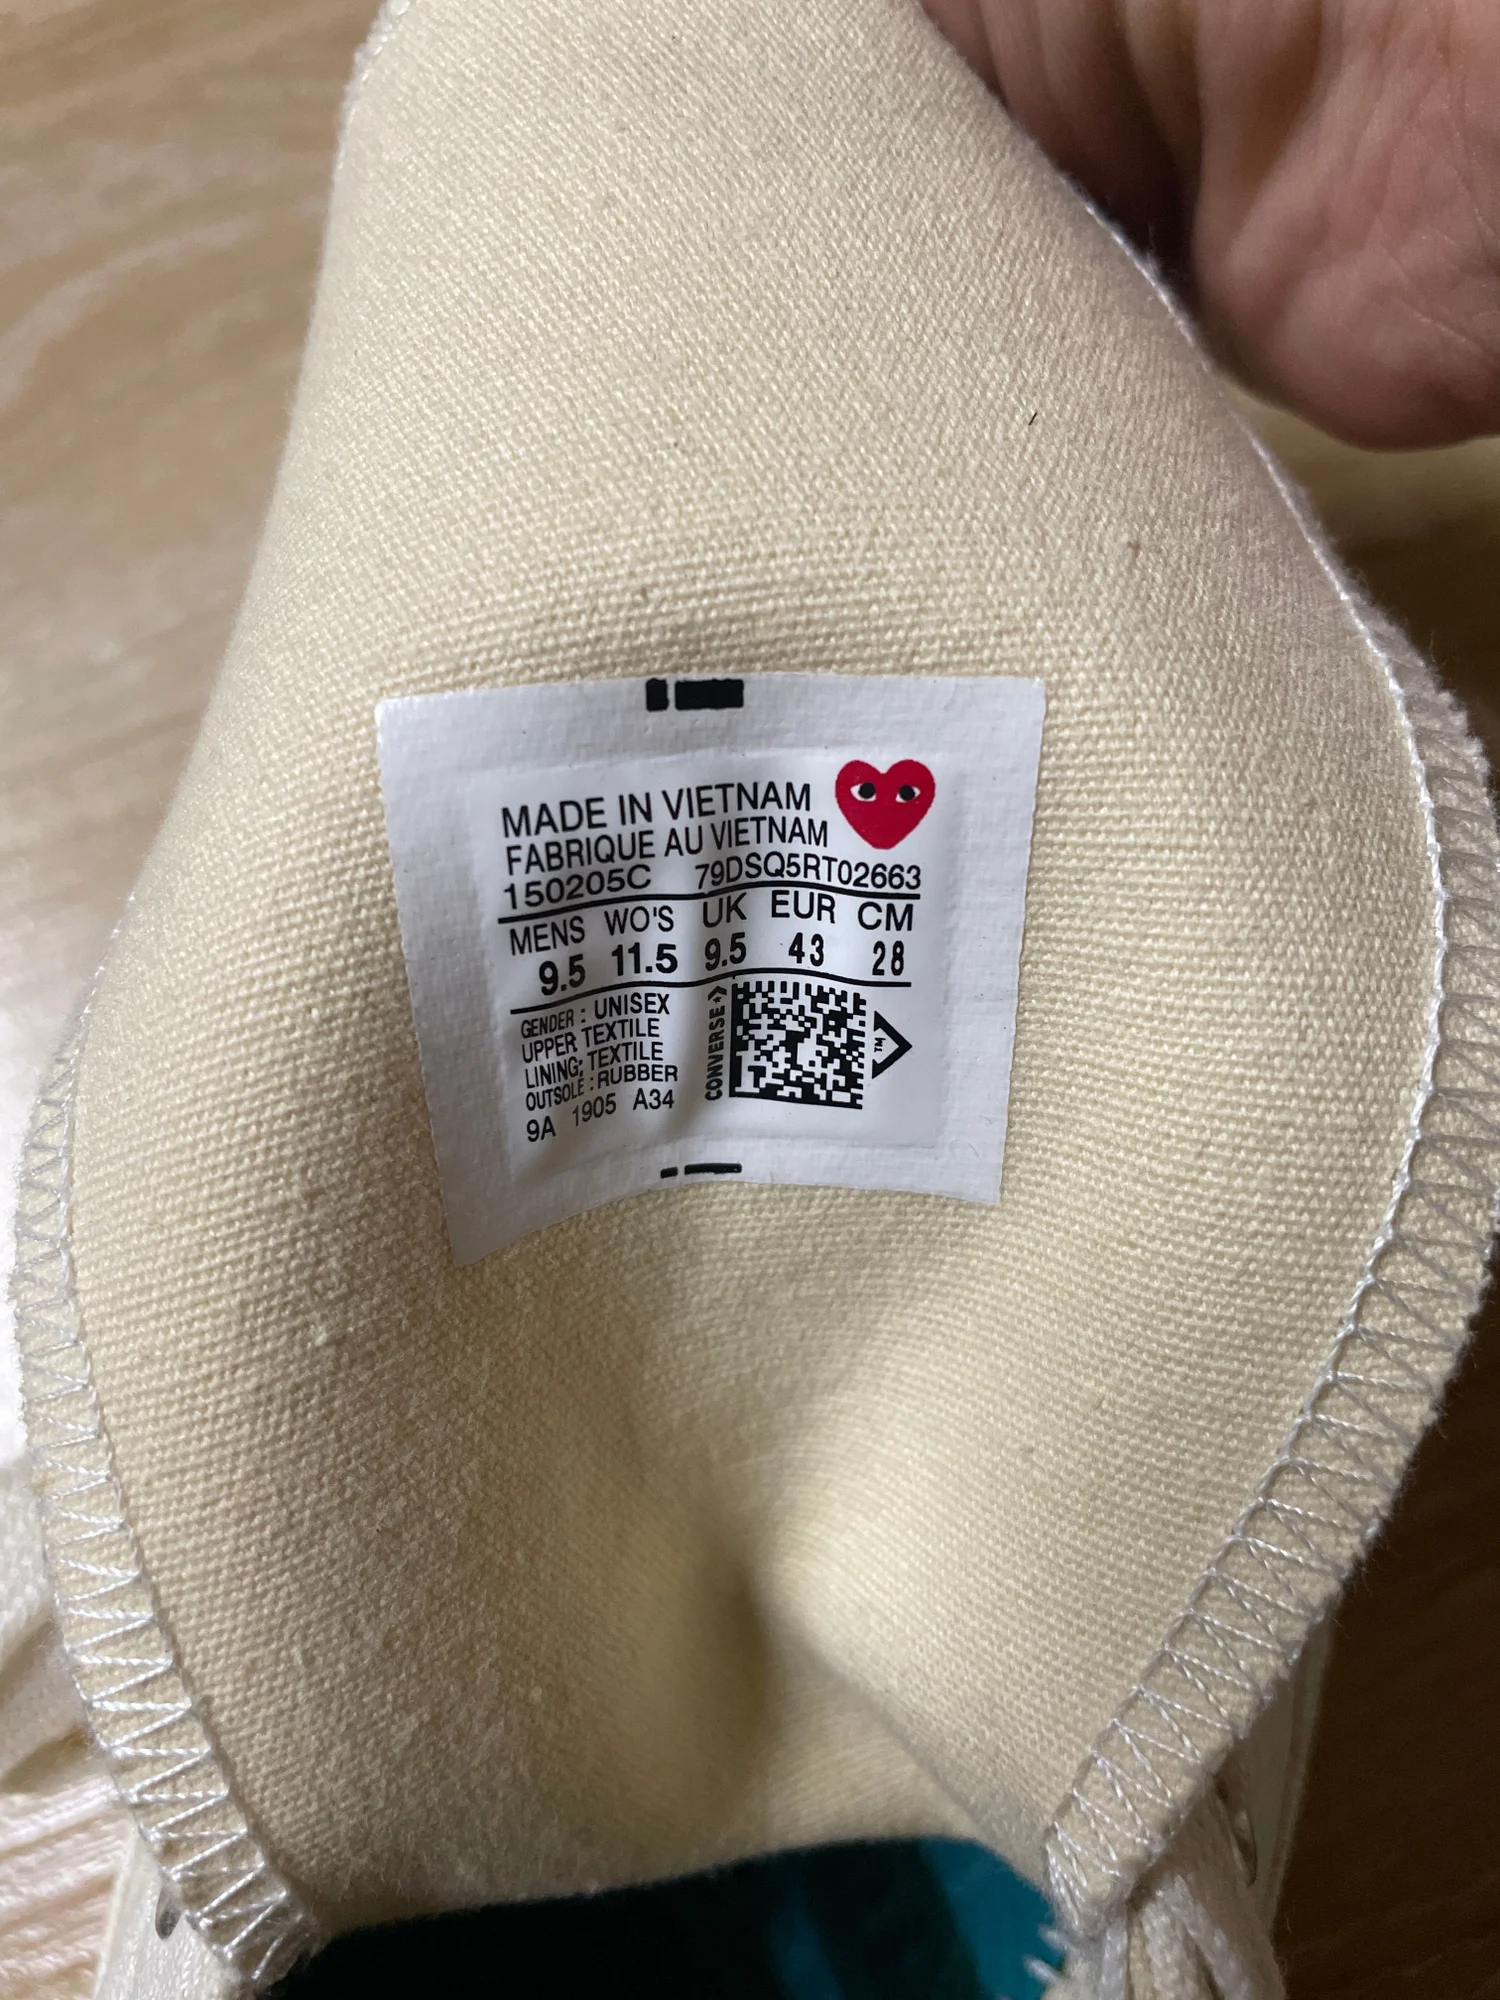 MADE IN VIETNAM
FABRIQUE AU VIETNAM
150205C 79DSQ5RT02663
MENS WO'S UK EUR CM
9.5 11.5 9.5 43 28
GENDER : UNISEX
UPPER TEXTILE
LINING: TEXTILE
OUTSOLE : RUBBER
9A 1905 A34
CONVERSE
TM